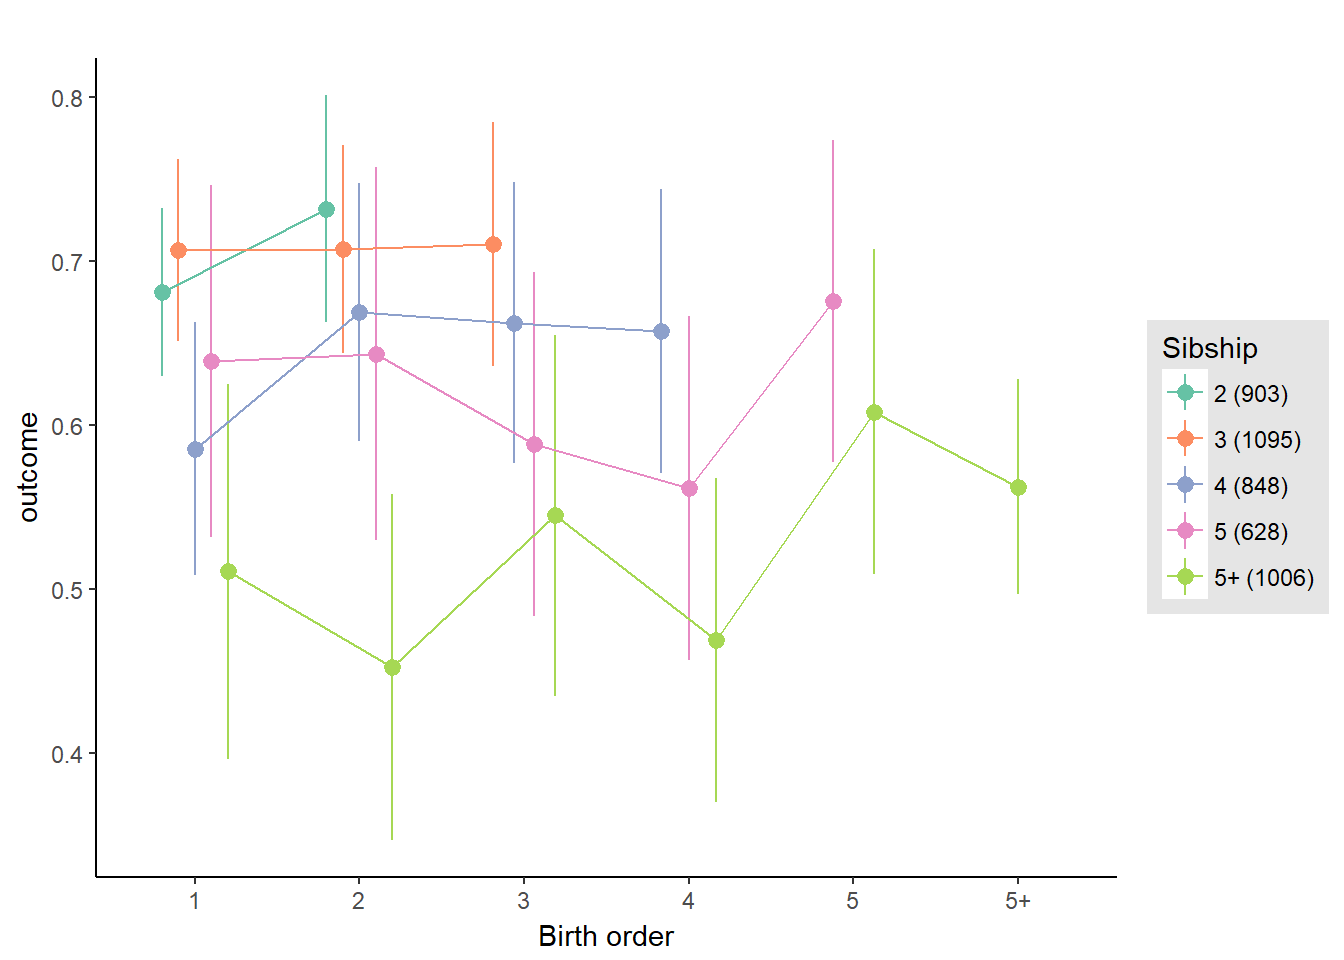 0.8
0.7
0.6
0.5
0.4
outcome
1 2 3 4 5 5+
Birth order
Sibship
2 (903)
3 (1095)
4 (848)
5 (628)
5+ (1006)